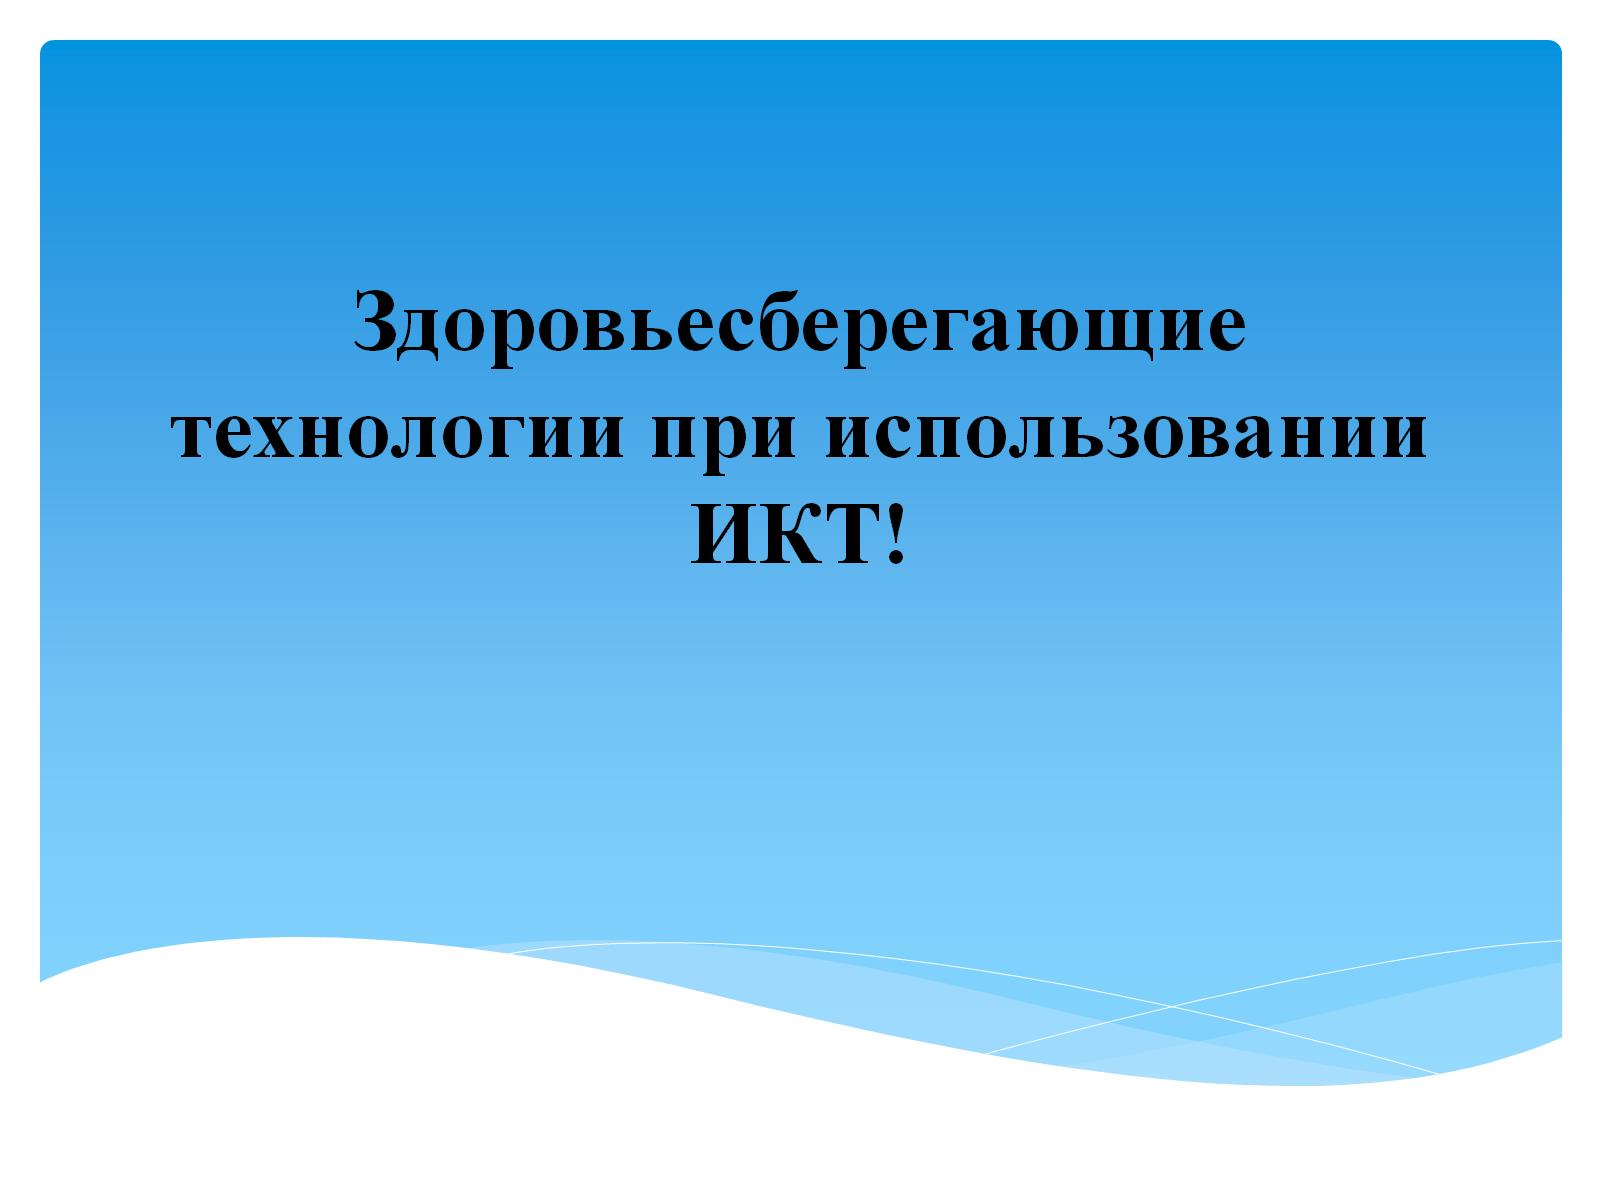 Здоровьесберегающие
технологии при использовании
ИКТ!